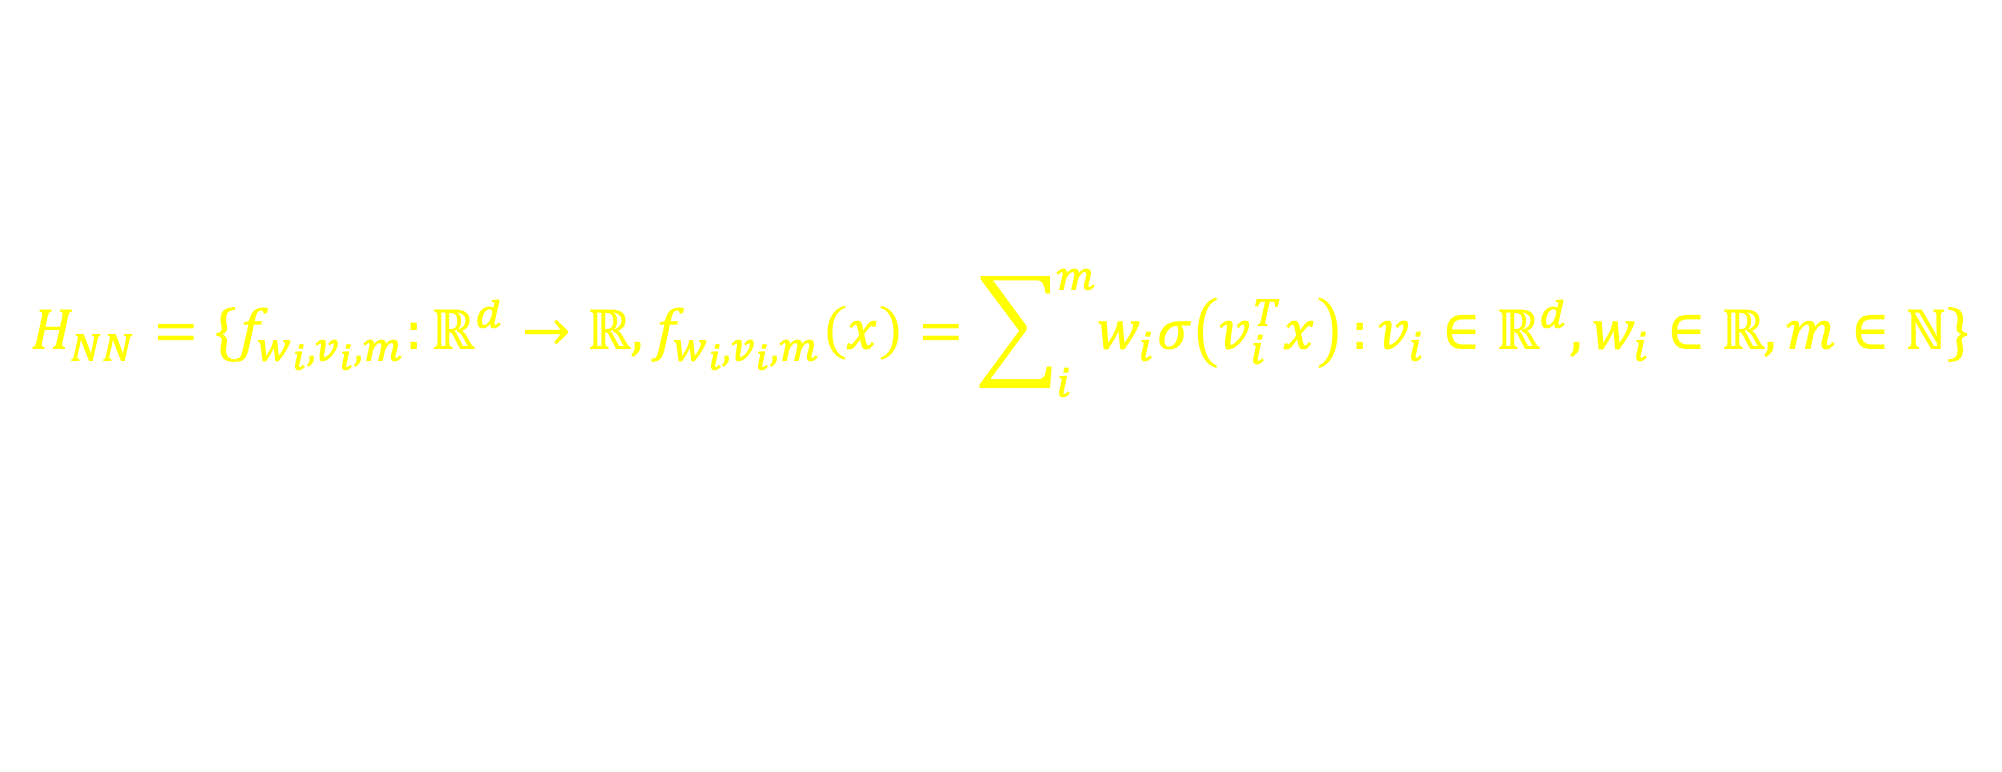 H_{NN} = {f_{w_i,v_i,m}: ℝ^d → ℝ, f_{w_i,v_i,m}(x) = ∑_i^m w_i σ(v_i^T x) : v_i ∈ ℝ^d, w_i ∈ ℝ, m ∈ ℕ}